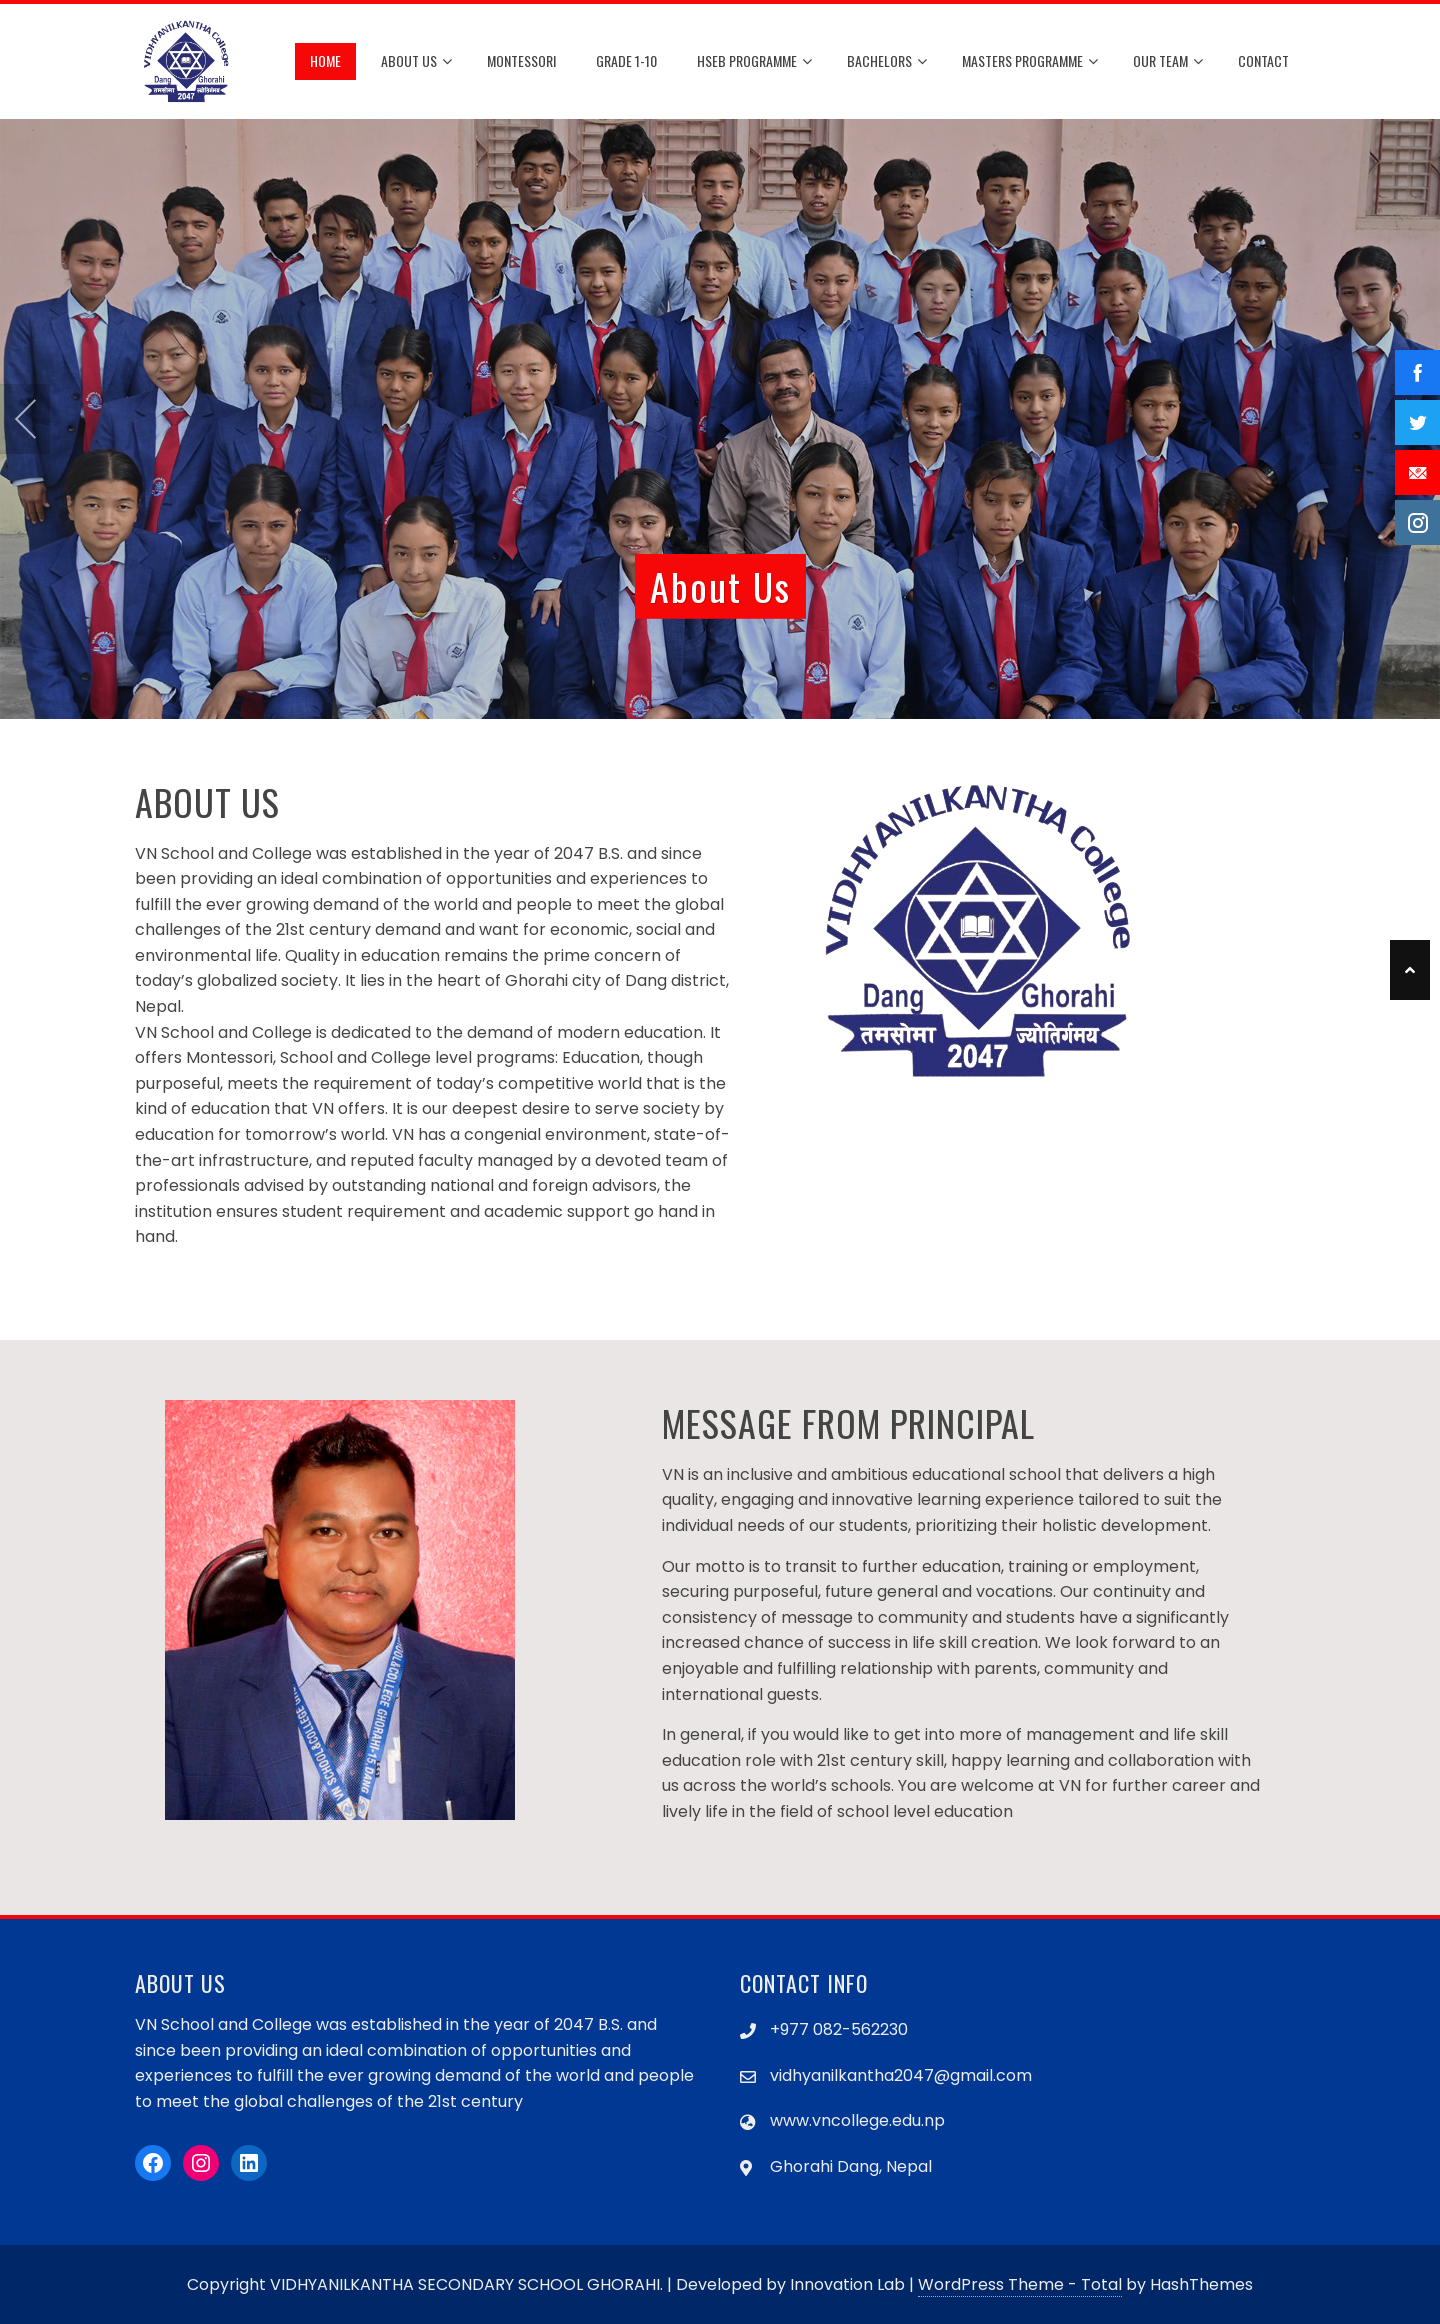 VIDHYANILKANTHA College
Dang Ghorahi
तमसोमा ज्योतिर्गमय
2047
HOME
ABOUT US
MONTESSORI
GRADE 1-10
HSEB PROGRAMME
BACHELORS
MASTERS PROGRAMME
OUR TEAM
CONTACT
About Us
ABOUT US
VN School and College was established in the year of 2047 B.S. and since
been providing an ideal combination of opportunities and experiences to
fulfill the ever growing demand of the world and people to meet the global
challenges of the 21st century demand and want for economic, social and
environmental life. Quality in education remains the prime concern of
today’s globalized society. It lies in the heart of Ghorahi city of Dang district,
Nepal.
VN School and College is dedicated to the demand of modern education. It
offers Montessori, School and College level programs: Education, though
purposeful, meets the requirement of today’s competitive world that is the
kind of education that VN offers. It is our deepest desire to serve society by
education for tomorrow’s world. VN has a congenial environment, state-of-
the-art infrastructure, and reputed faculty managed by a devoted team of
professionals advised by outstanding national and foreign advisors, the
institution ensures student requirement and academic support go hand in
hand.
VIDHYANILKANTHA College
Dang Ghorahi
तमसोमा ज्योतिर्गमय
2047
VN SCHOOL&COLLEGE
COLLEGE GHORAHI-15 DANG
MESSAGE FROM PRINCIPAL
VN is an inclusive and ambitious educational school that delivers a high
quality, engaging and innovative learning experience tailored to suit the
individual needs of our students, prioritizing their holistic development.
Our motto is to transit to further education, training or employment,
securing purposeful, future general and vocations. Our continuity and
consistency of message to community and students have a significantly
increased chance of success in life skill creation. We look forward to an
enjoyable and fulfilling relationship with parents, community and
international guests.
In general, if you would like to get into more of management and life skill
education role with 21st century skill, happy learning and collaboration with
us across the world’s schools. You are welcome at VN for further career and
lively life in the field of school level education
ABOUT US
VN School and College was established in the year of 2047 B.S. and
since been providing an ideal combination of opportunities and
experiences to fulfill the ever growing demand of the world and people
to meet the global challenges of the 21st century
CONTACT INFO
+977 082-562230
vidhyanilkantha2047@gmail.com
www.vncollege.edu.np
Ghorahi Dang, Nepal
Copyright VIDHYANILKANTHA SECONDARY SCHOOL GHORAHI. | Developed by Innovation Lab | WordPress Theme - Total by HashThemes